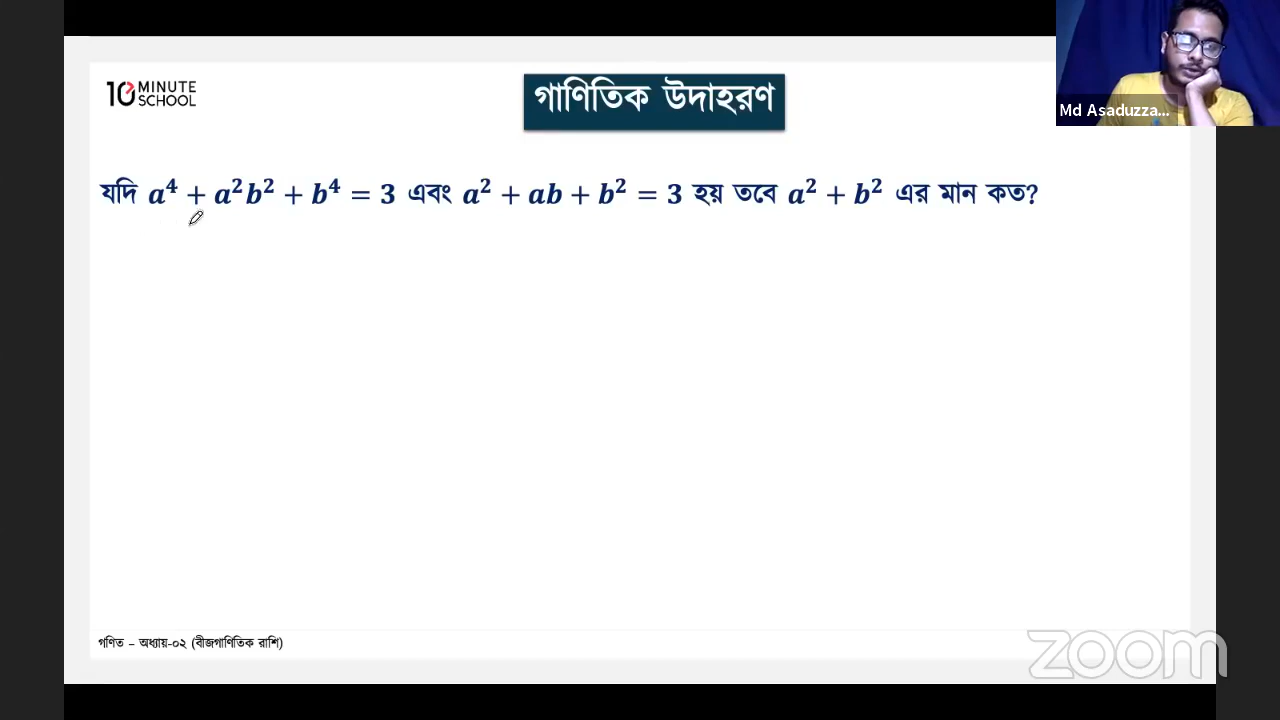 10 MINUTE SCHOOL
গাণিতিক উদাহরণ
Md Asaduzza...
যদি a⁴ + a²b² + b⁴ = 3 এবং a² + ab + b² = 3 হয় তবে a² + b² এর মান কত?
গণিত – অধ্যায়-০২ (বীজগাণিতিক রাশি)
zoom